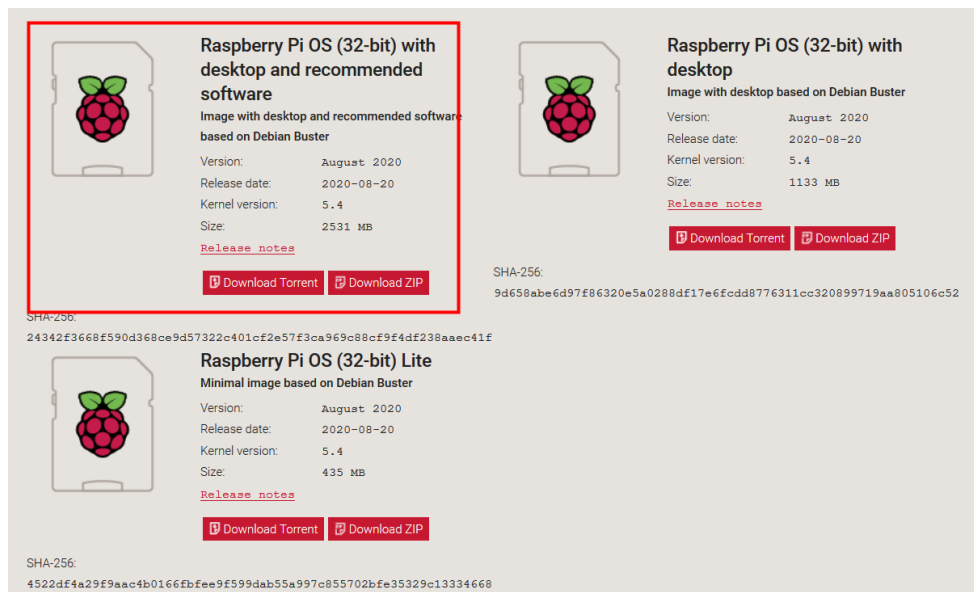 Raspberry Pi OS (32-bit) with
desktop and recommended
software
Image with desktop and recommended software
based on Debian Buster
Version: August 2020
Release date: 2020-08-20
Kernel version: 5.4
Size: 2531 MB
Release notes
Download Torrent Download ZIP
SHA-256:
24342f3668f590d368ce9d57322c401cf2e57f3ca969c88cf9f4df238aaec41f
Raspberry Pi OS (32-bit) with
desktop
Image with desktop based on Debian Buster
Version: August 2020
Release date: 2020-08-20
Kernel version: 5.4
Size: 1133 MB
Release notes
Download Torrent Download ZIP
SHA-256:
9d658abe6d97f86320e5a0288df17e6fcdd8776311cc320899719aa805106c52
Raspberry Pi OS (32-bit) Lite
Minimal image based on Debian Buster
Version: August 2020
Release date: 2020-08-20
Kernel version: 5.4
Size: 435 MB
Release notes
Download Torrent Download ZIP
SHA-256:
4522df4a29f9aac4b0166fbfee9f599dab55a997c855702bfe35329c13334668